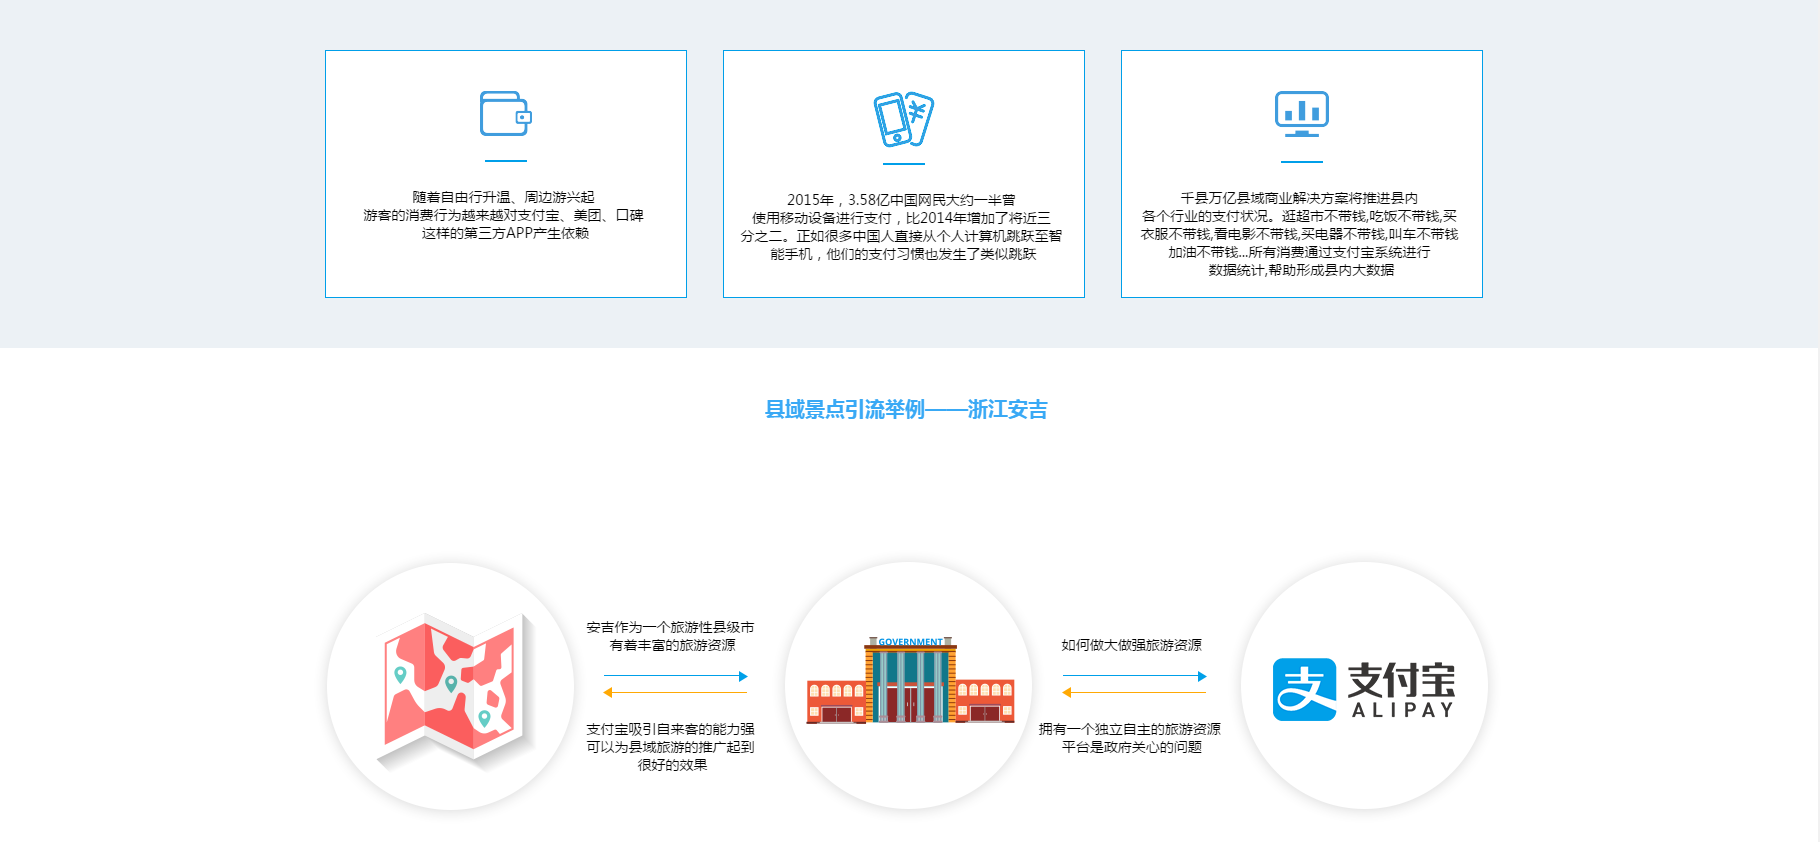 随着自由行升温、周边游兴起
游客的消费行为越来越对支付宝、美团、口碑
这样的第三方APP产生依赖
2015年，3.58亿中国网民大约一半曾
使用移动设备进行支付，比2014年增加了将近三
分之二。正如很多中国人直接从个人计算机跳跃至智
能手机，他们的支付习惯也发生了类似跳跃
千县万亿县域商业解决方案将推进县内
各个行业的支付状况。逛超市不带钱,吃饭不带钱,买
衣服不带钱,看电影不带钱,买电器不带钱,叫车不带钱
加油不带钱...所有消费通过支付宝系统进行
数据统计,帮助形成县内大数据
县域景点引流举例——浙江安吉
安吉作为一个旅游性县级市
有着丰富的旅游资源
支付宝吸引自来客的能力强
可以为县域旅游的推广起到
很好的效果
GOVERNMENT
如何做大做强旅游资源
拥有一个独立自主的旅游资源
平台是政府关心的问题
支
支付宝
ALIPAY